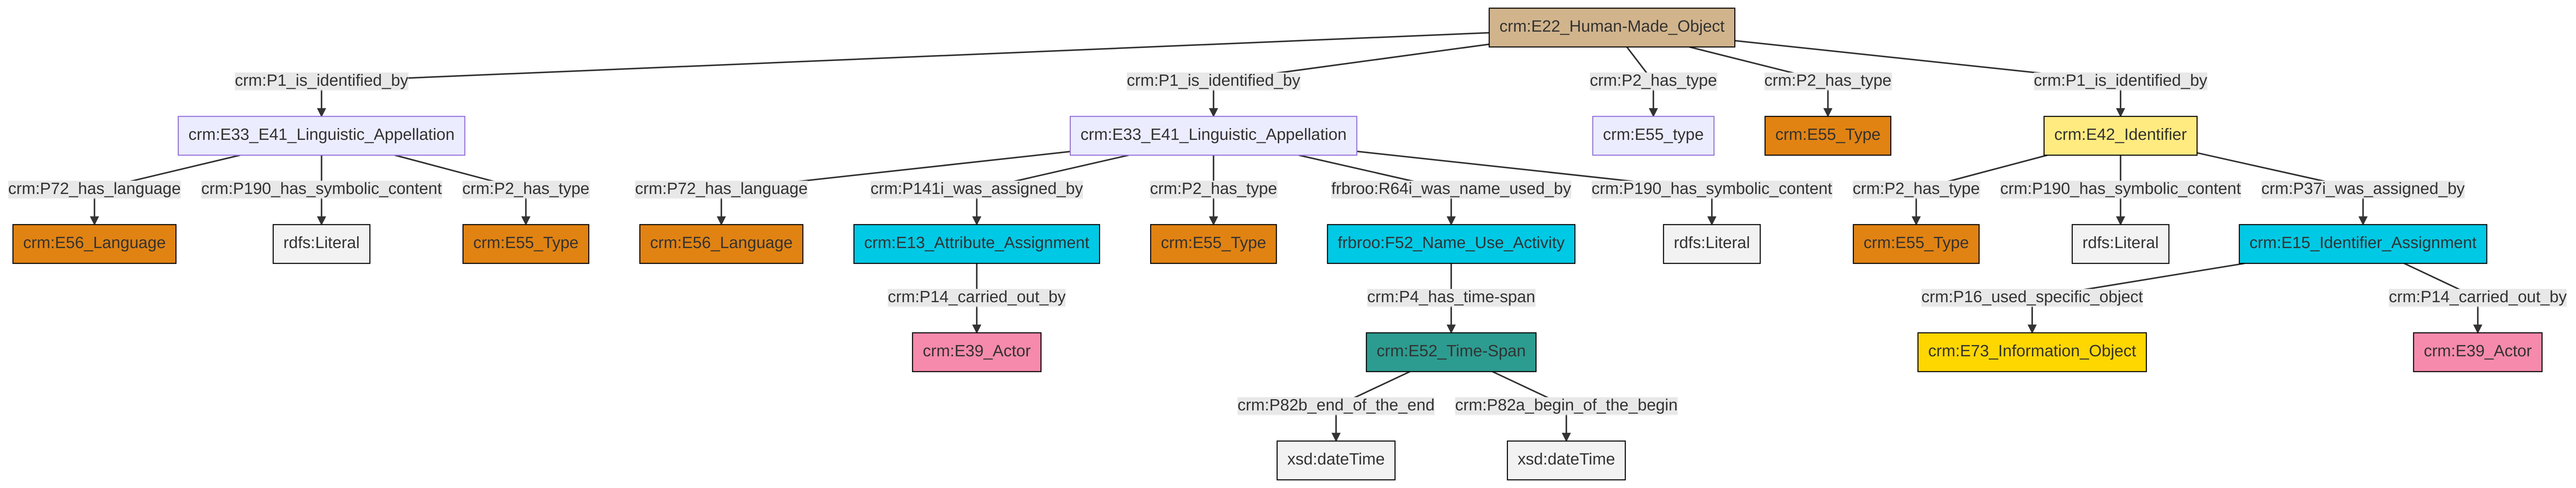 crm:E22_Human-Made_Object
crm:P1_is_identified_by
crm:P1_is_identified_by
crm:P2_has_type
crm:P2_has_type
crm:P1_is_identified_by
crm:E33_E41_Linguistic_Appellation
crm:E33_E41_Linguistic_Appellation
crm:E55_type
crm:E55_Type
crm:E42_Identifier
crm:P72_has_language
crm:P190_has_symbolic_content
crm:P2_has_type
crm:P72_has_language
crm:P141i_was_assigned_by
crm:P2_has_type
frbroo:R64i_was_name_used_by
crm:P190_has_symbolic_content
crm:P2_has_type
crm:P190_has_symbolic_content
crm:P37i_was_assigned_by
crm:E56_Language
rdfs:Literal
crm:E55_Type
crm:E56_Language
crm:E13_Attribute_Assignment
crm:E55_Type
frbroo:F52_Name_Use_Activity
rdfs:Literal
crm:E55_Type
rdfs:Literal
crm:E15_Identifier_Assignment
crm:P14_carried_out_by
crm:P4_has_time-span
crm:P16_used_specific_object
crm:P14_carried_out_by
crm:E39_Actor
crm:E52_Time-Span
crm:E73_Information_Object
crm:E39_Actor
crm:P82b_end_of_the_end
crm:P82a_begin_of_the_begin
xsd:dateTime
xsd:dateTime